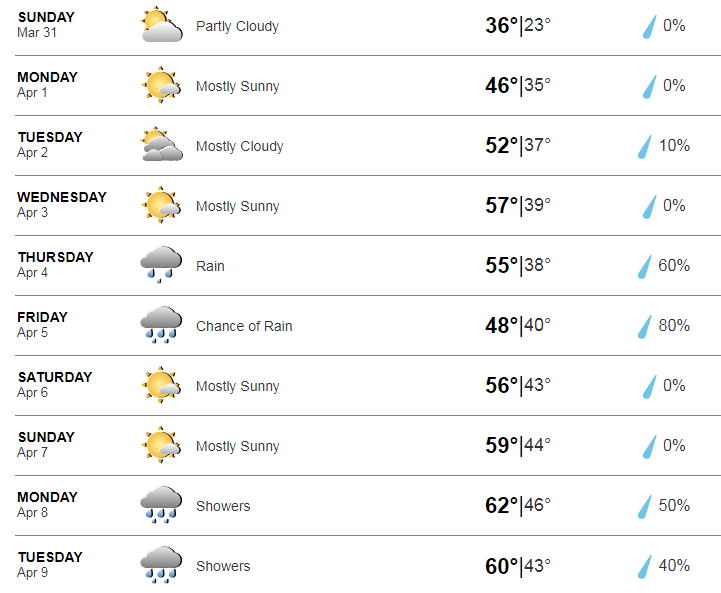 SUNDAY
Mar 31
Partly Cloudy
36°|23°
0%
MONDAY
Apr 1
Mostly Sunny
46°|35°
0%
TUESDAY
Apr 2
Mostly Cloudy
52°|37°
10%
WEDNESDAY
Apr 3
Mostly Sunny
57°|39°
0%
THURSDAY
Apr 4
Rain
55°|38°
60%
FRIDAY
Apr 5
Chance of Rain
48°|40°
80%
SATURDAY
Apr 6
Mostly Sunny
56°|43°
0%
SUNDAY
Apr 7
Mostly Sunny
59°|44°
0%
MONDAY
Apr 8
Showers
62°|46°
50%
TUESDAY
Apr 9
Showers
60°|43°
40%